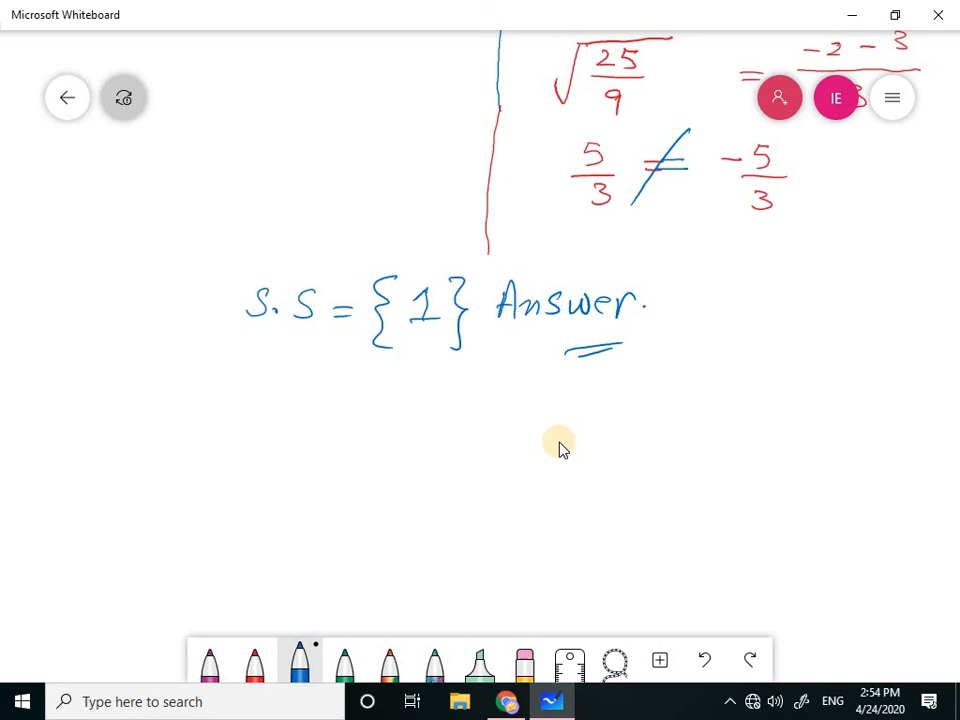 Microsoft Whiteboard
√25/9 = -2 - 3/3
IE
5/3 ≠ -5/3
S.S = {1} Answer.
Type here to search
ENG
2:54 PM
4/24/2020